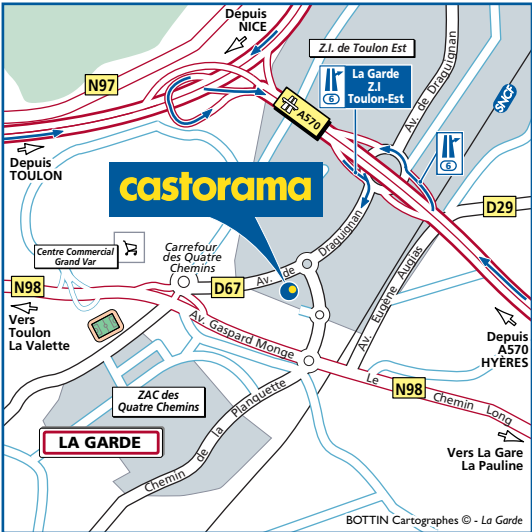 Depuis
NICE
Z.I. de Toulon Est
N97
La Garde
Z.I
Toulon-Est
6
Av. de Draguignan
SNCF
A570
6
Depuis
TOULON
castorama
D29
Carrefour
des Quatre
Chemins
Centre Commercial
Grand Var
Av. de Draguignan
D67
N98
Vers
Toulon
La Valette
Av. Gaspard Monge
Av. Eugène Augias
Depuis
A570
HYÈRES
ZAC des
Quatre Chemins
Chemin de la Planquette
Le Chemin Long
N98
LA GARDE
Vers La Gare
La Pauline
BOTTIN Cartographes © - La Garde